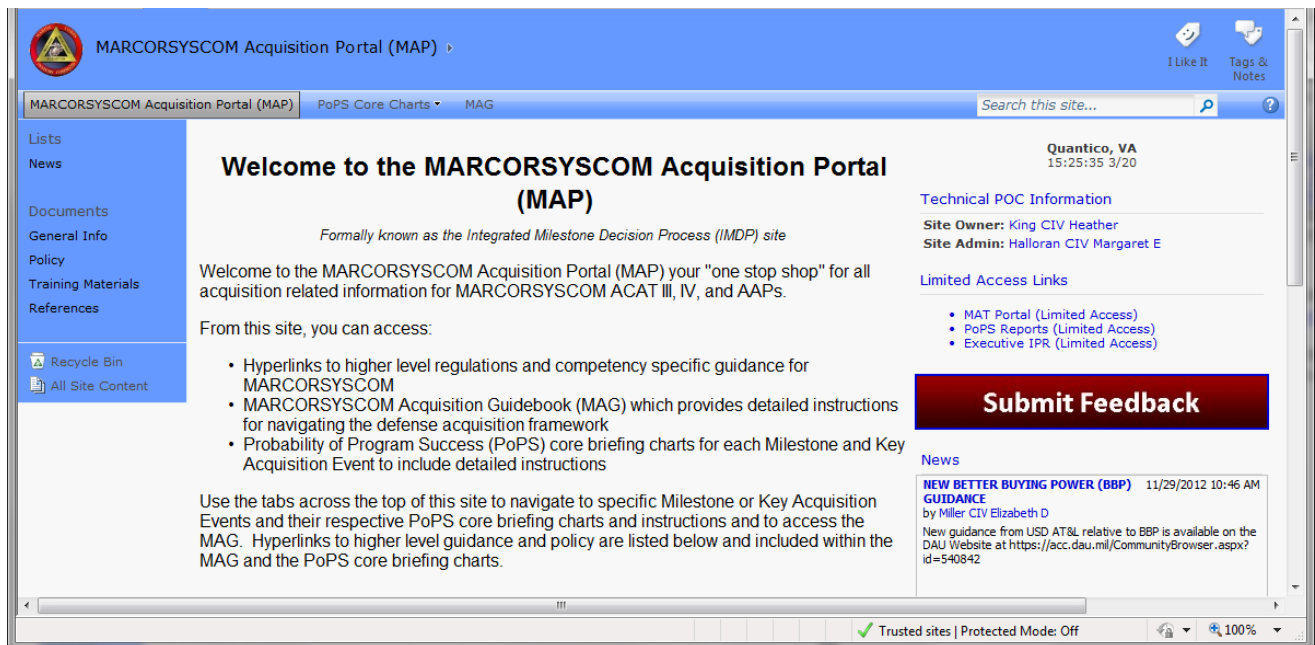 MARCORSYSCOM Acquisition Portal (MAP)
I Like It
Tags &
Notes
MARCORSYSCOM Acquisition Portal (MAP)
PoPS Core Charts
MAG
Search this site...
Lists
News
Documents
General Info
Policy
Training Materials
References
Recycle Bin
All Site Content
Welcome to the MARCORSYSCOM Acquisition Portal
(MAP)
Formally known as the Integrated Milestone Decision Process (IMDP) site
Welcome to the MARCORSYSCOM Acquisition Portal (MAP) your "one stop shop" for all
acquisition related information for MARCORSYSCOM ACAT III, IV, and AAPs.
From this site, you can access:
• Hyperlinks to higher level regulations and competency specific guidance for
MARCORSYSCOM
• MARCORSYSCOM Acquisition Guidebook (MAG) which provides detailed instructions
for navigating the defense acquisition framework
• Probability of Program Success (PoPS) core briefing charts for each Milestone and Key
Acquisition Event to include detailed instructions
Use the tabs across the top of this site to navigate to specific Milestone or Key Acquisition
Events and their respective PoPS core briefing charts and instructions and to access the
MAG. Hyperlinks to higher level guidance and policy are listed below and included within the
MAG and the PoPS core briefing charts.
Quantico, VA
15:25:35 3/20
Technical POC Information
Site Owner: King CIV Heather
Site Admin: Halloran CIV Margaret E
Limited Access Links
• MAT Portal (Limited Access)
• PoPS Reports (Limited Access)
• Executive IPR (Limited Access)
Submit Feedback
News
NEW BETTER BUYING POWER (BBP) 11/29/2012 10:46 AM
GUIDANCE
by Miller CIV Elizabeth D
New guidance from USD AT&L relative to BBP is available on the
DAU Website at https://acc.dau.mil/CommunityBrowser.aspx?
id=540842
Trusted sites | Protected Mode: Off
100%